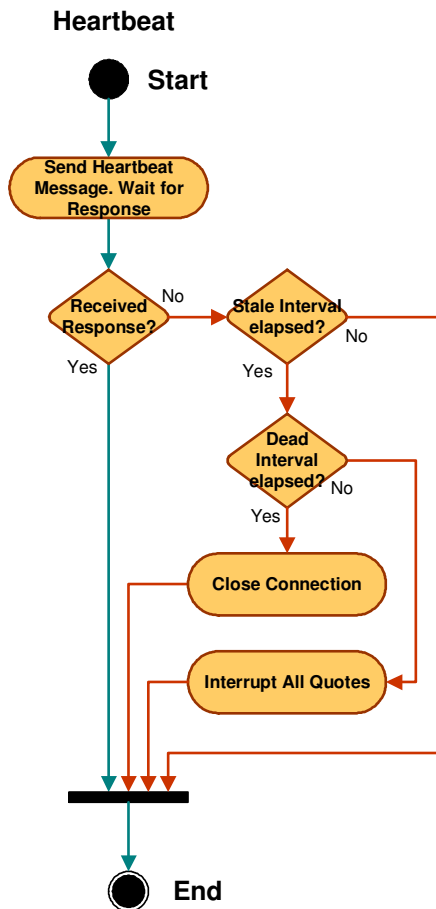 Heartbeat
Start
Send Heartbeat
Message. Wait for
Response
Received
Response?
No
Yes
Stale Interval
elapsed?
No
Yes
Dead
Interval
elapsed?
No
Yes
Close Connection
Interrupt All Quotes
End